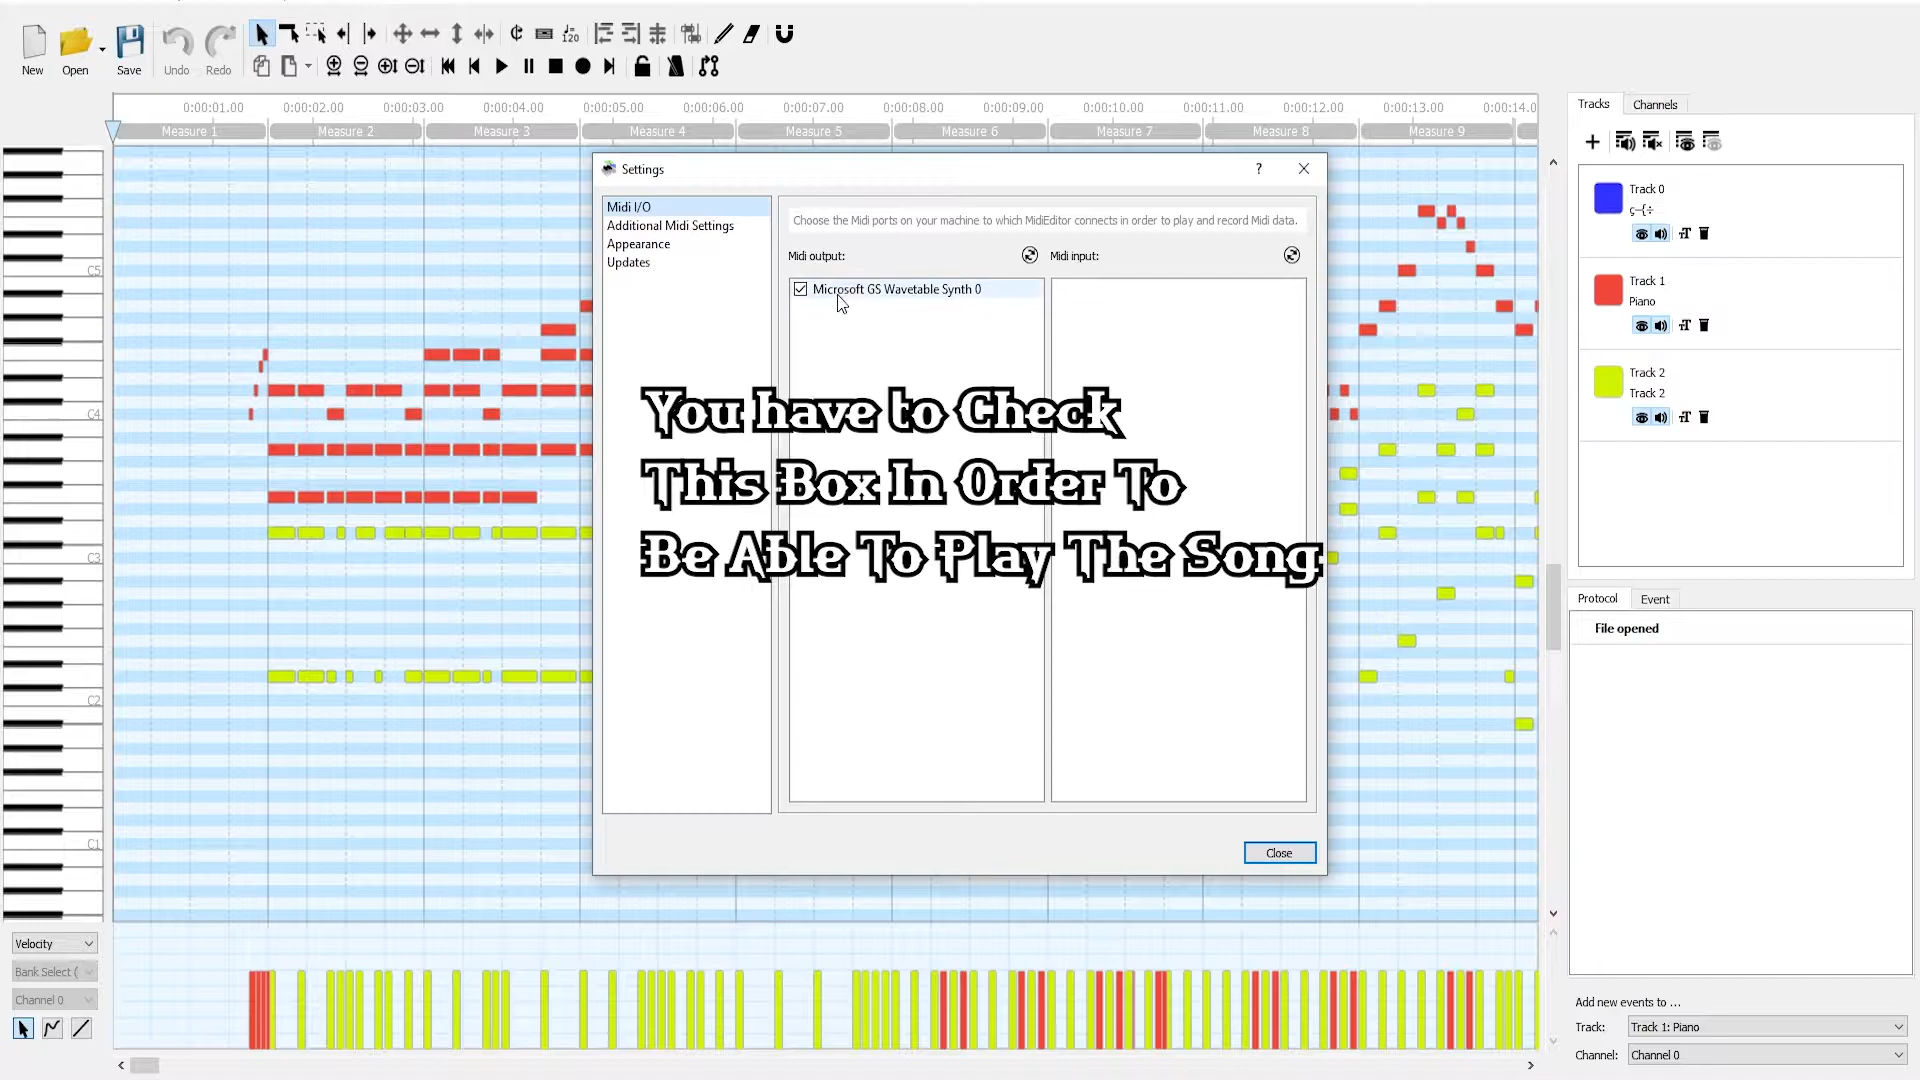 New
Open
Save
Undo
Redo
120
0:00:01.00
0:00:02.00
0:00:03.00
0:00:04.00
0:00:05.00
0:00:06.00
0:00:07.00
0:00:08.00
0:00:09.00
0:00:10.00
0:00:11.00
0:00:12.00
0:00:13.00
0:00:14.0
Measure 1
Measure 2
Measure 3
Measure 4
Measure 5
Measure 6
Measure 7
Measure 8
Measure 9
C5
C4
C3
C2
C1
Settings
?
Midi I/O
Additional Midi Settings
Appearance
Updates
Choose the Midi ports on your machine to which MidiEditor connects in order to play and record Midi data.
Midi output:
Midi input:
Microsoft GS Wavetable Synth 0
You have to Check
This Box In Order To
Be Able To Play The Song
Close
Tracks
Channels
Track 0
Track 1
Piano
Track 2
Track 2
Protocol
Event
File opened
Add new events to ...
Track:
Track 1: Piano
Channel:
Channel 0
Velocity
Bank Select (
Channel 0